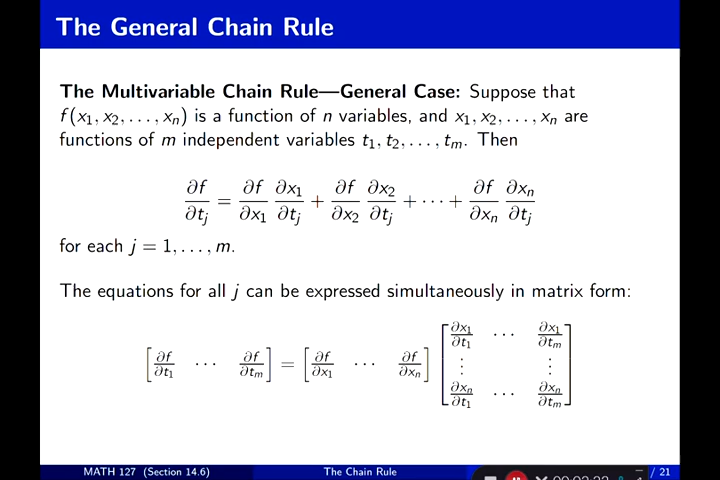 The General Chain Rule
The Multivariable Chain Rule—General Case: Suppose that
f(x₁, x₂, . . . , xₙ) is a function of n variables, and x₁, x₂, . . . , xₙ are
functions of m independent variables t₁, t₂, . . . , tₘ. Then
∂f/∂tⱼ = ∂f/∂x₁ ∂x₁/∂tⱼ + ∂f/∂x₂ ∂x₂/∂tⱼ + · · · + ∂f/∂xₙ ∂xₙ/∂tⱼ
for each j = 1, . . . , m.
The equations for all j can be expressed simultaneously in matrix form:
[∂f/∂t₁ · · · ∂f/∂tₘ] = [∂f/∂x₁ · · · ∂f/∂xₙ] [∂x₁/∂t₁ · · · ∂x₁/∂tₘ
⋮ ⋮
∂xₙ/∂t₁ · · · ∂xₙ/∂tₘ]
MATH 127 (Section 14.6) The Chain Rule / 21